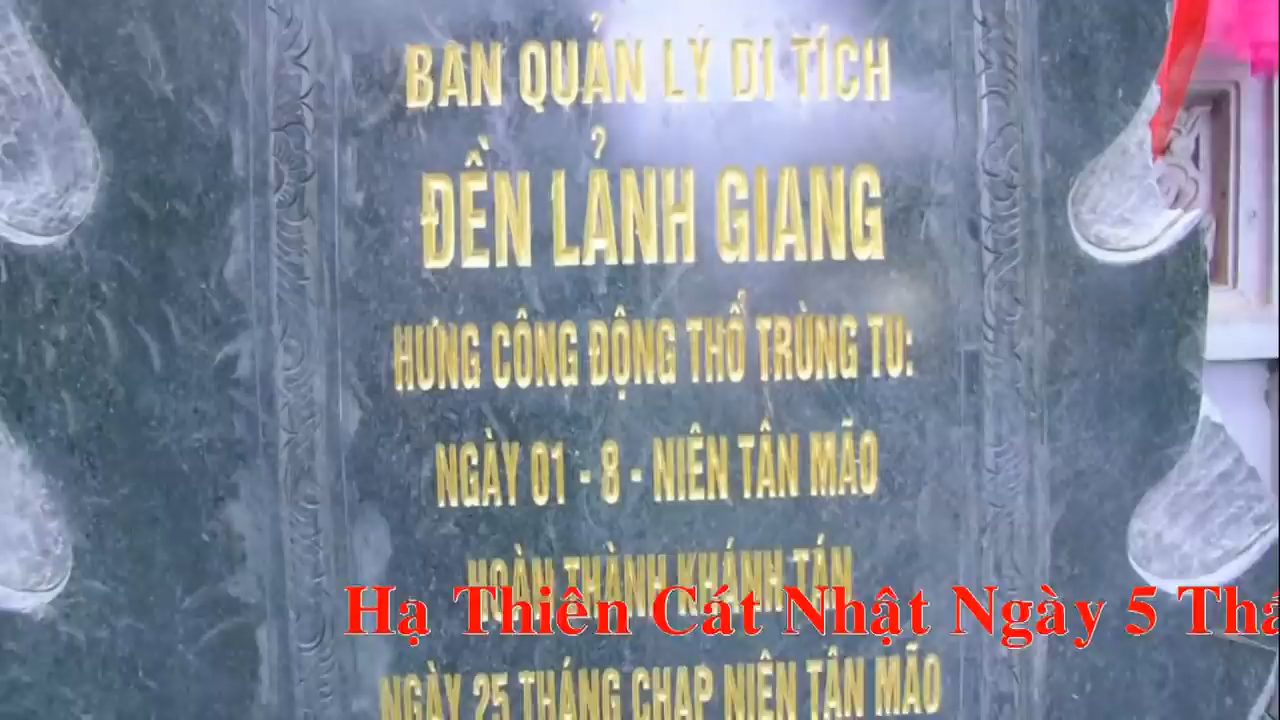 BAN QUẢN LÝ DI TÍCH
ĐỀN LẢNH GIANG
HƯNG CÔNG ĐỘNG THỔ TRÙNG TU:
NGÀY 01 - 8 - NIÊN TÂN MÃO
HOÀN THÀNH KHÁNH TÁN
Hạ Thiên Cát Nhật Ngày 5 Thá
NGÀY 25 THÁNG CHẠP NIÊN TÂN MÃO